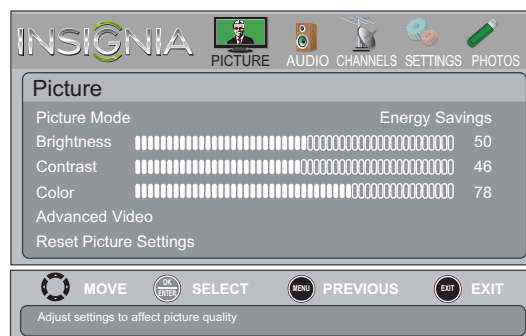 INSIGNIA
PICTURE AUDIO CHANNELS SETTINGS PHOTOS
Picture
Picture Mode Energy Savings
Brightness 50
Contrast 46
Color 78
Advanced Video
Reset Picture Settings
MOVE OK ENTER SELECT MENU PREVIOUS EXIT EXIT
Adjust settings to affect picture quality